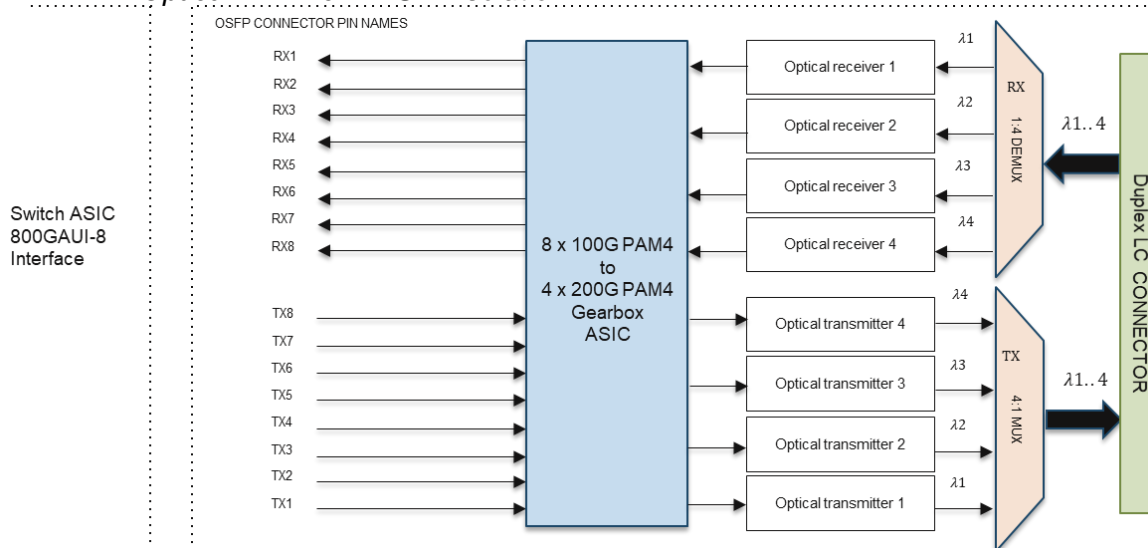 OSFP CONNECTOR PIN NAMES
RX1
RX2
RX3
RX4
RX5
RX6
RX7
RX8
TX8
TX7
TX6
TX5
TX4
TX3
TX2
TX1
Switch ASIC
800GAUI-8
Interface
8 x 100G PAM4
to
4 x 200G PAM4
Gearbox
ASIC
Optical receiver 1
Optical receiver 2
Optical receiver 3
Optical receiver 4
Optical transmitter 4
Optical transmitter 3
Optical transmitter 2
Optical transmitter 1
λ1
λ2
λ3
λ4
λ4
λ3
λ2
λ1
RX
1:4 DEMUX
TX
4:1 MUX
λ1..4
λ1..4
Duplex LC CONNECTOR